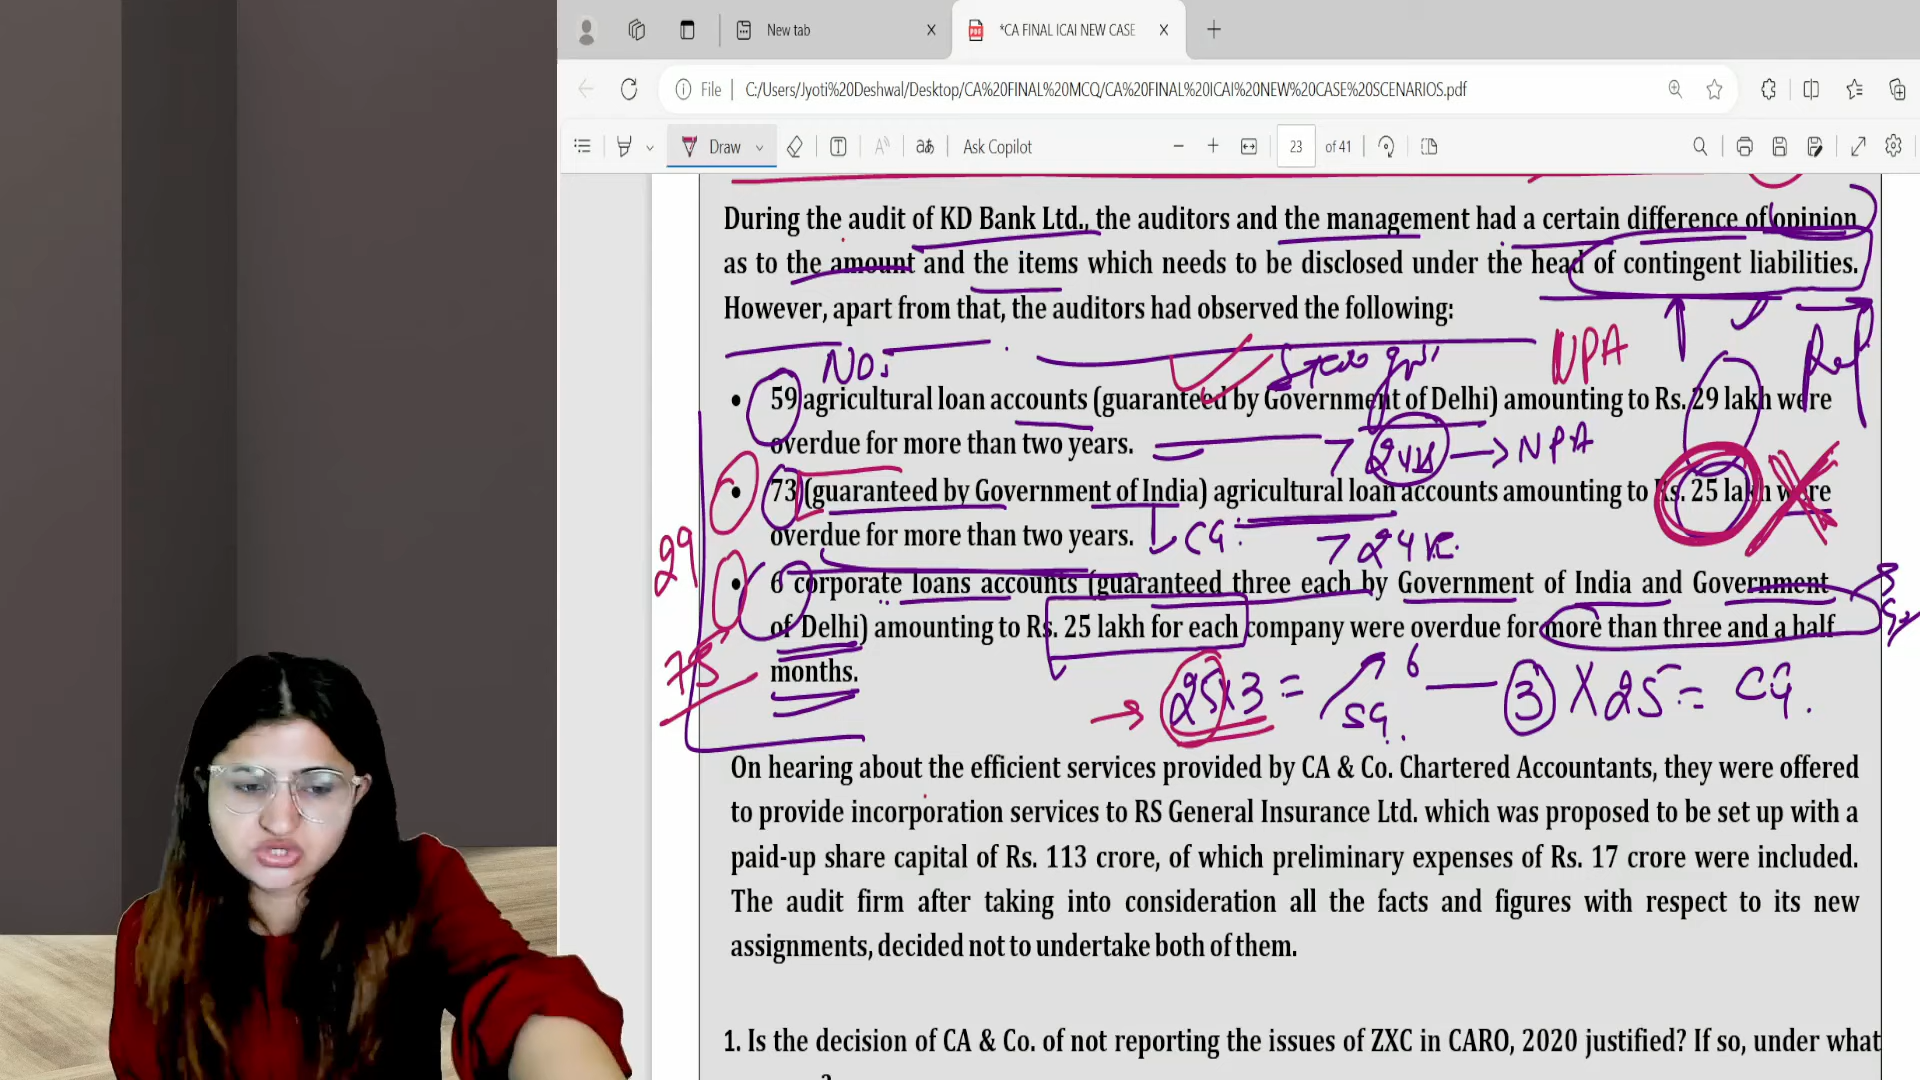 New tab
*CA FINAL ICAI NEW CASE
File
C:/Users/Jyoti%20Deshwal/Desktop/CA%20FINAL%20MCQ/CA%20FINAL%20ICAI%20NEW%20CASE%20SCENARIOS.pdf
Draw
Ask Copilot
23 of 41
During the audit of KD Bank Ltd., the auditors and the management had a certain difference of opinion
as to the amount and the items which needs to be disclosed under the head of contingent liabilities.
However, apart from that, the auditors had observed the following:
NOs
NPA
• 59 agricultural loan accounts (guaranteed by Government of Delhi) amounting to Rs. 29 lakh were
overdue for more than two years.
> 24k → NPA
• 73 (guaranteed by Government of India) agricultural loan accounts amounting to Rs. 25 lakh were
overdue for more than two years.
CG.
29
• 6 corporate loans accounts (guaranteed three each by Government of India and Government
of Delhi) amounting to Rs. 25 lakh for each company were overdue for more than three and a half
months.
75
25x3 = SG
6 — 3 X 25 = CG.
On hearing about the efficient services provided by CA & Co. Chartered Accountants, they were offered
to provide incorporation services to RS General Insurance Ltd. which was proposed to be set up with a
paid-up share capital of Rs. 113 crore, of which preliminary expenses of Rs. 17 crore were included.
The audit firm after taking into consideration all the facts and figures with respect to its new
assignments, decided not to undertake both of them.
1. Is the decision of CA & Co. of not reporting the issues of ZXC in CARO, 2020 justified? If so, under what